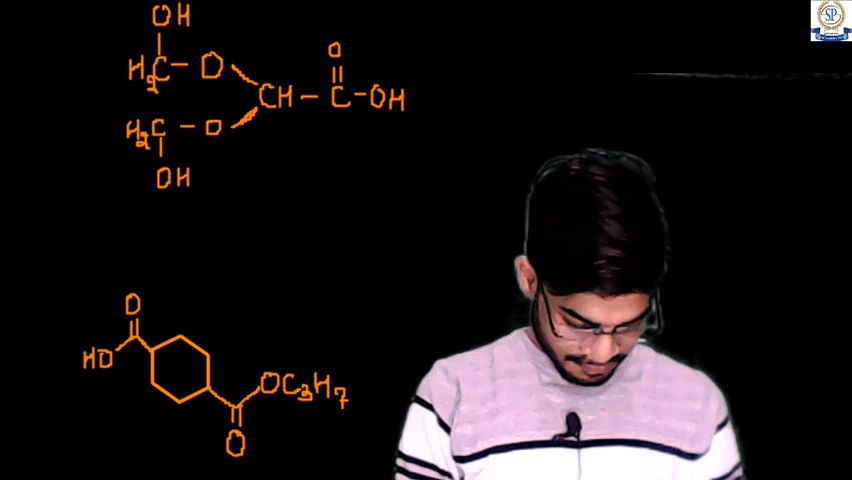 OH
O
H2C – O
CH – C – OH
H2C – O
OH
O
HO
OC3H7
O
SP